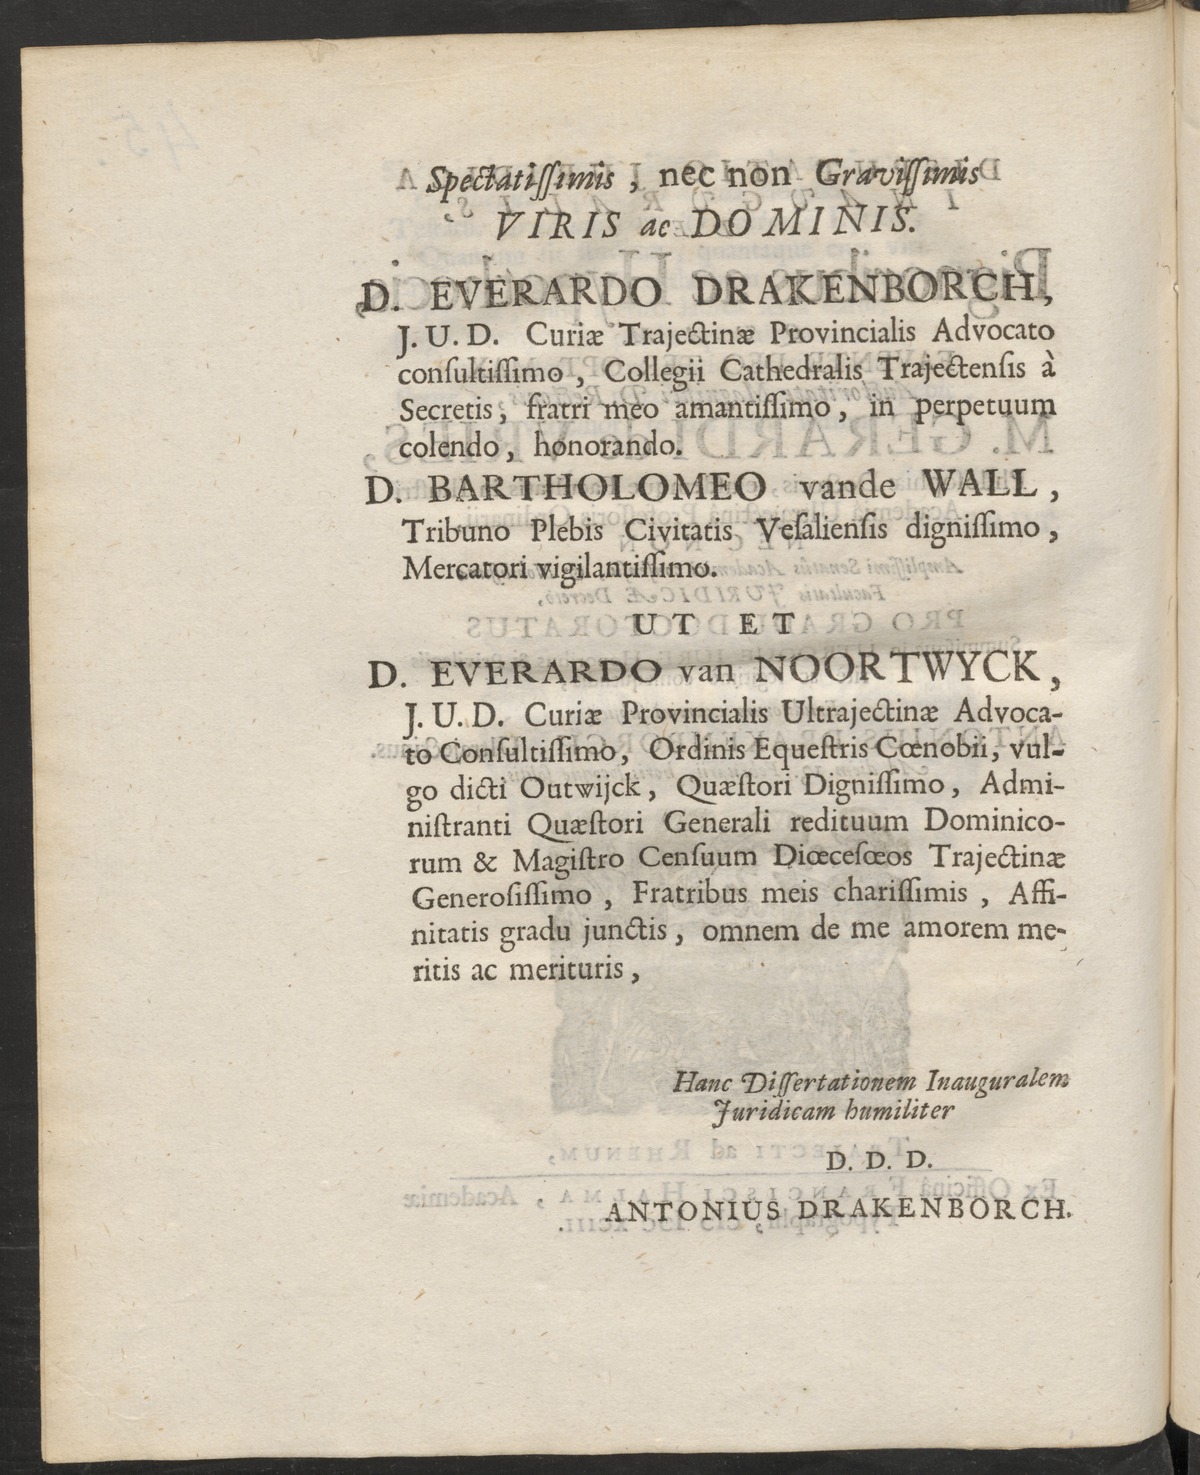 Spectatiſſimis, nec non Graviſſimis
VIRIS ac DOMINIS.
D. EVERARDO DRAKENBORCH,
J. U. D. Curiæ Trajectinæ Provincialis Advocato
conſultiſſimo, Collegii Cathedralis Trajectenſis à
Secretis, fratri meo amantiſſimo, in perpetuum
colendo, honorando.
D. BARTHOLOMEO vande WALL,
Tribuno Plebis Civitatis Veſalienſis digniſſimo,
Mercatori vigilantiſſimo.
UT ET
D. EVERARDO van NOORTWYCK,
J. U. D. Curiæ Provincialis Ultrajectinæ Advoca-
to Conſultiſſimo, Ordinis Equeſtris Cœnobii, vul-
go dicti Outwijck, Quæſtori Digniſſimo, Admi-
niſtranti Quæſtori Generali redituum Dominico-
rum & Magiſtro Cenſuum Diœceſœos Trajectinæ
Generoſiſſimo, Fratribus meis chariſſimis, Affi-
nitatis gradu junctis, omnem de me amorem me-
ritis ac merituris,
Hanc Diſſertationem Inauguralem
Juridicam humiliter
D. D. D.
ANTONIUS DRAKENBORCH.